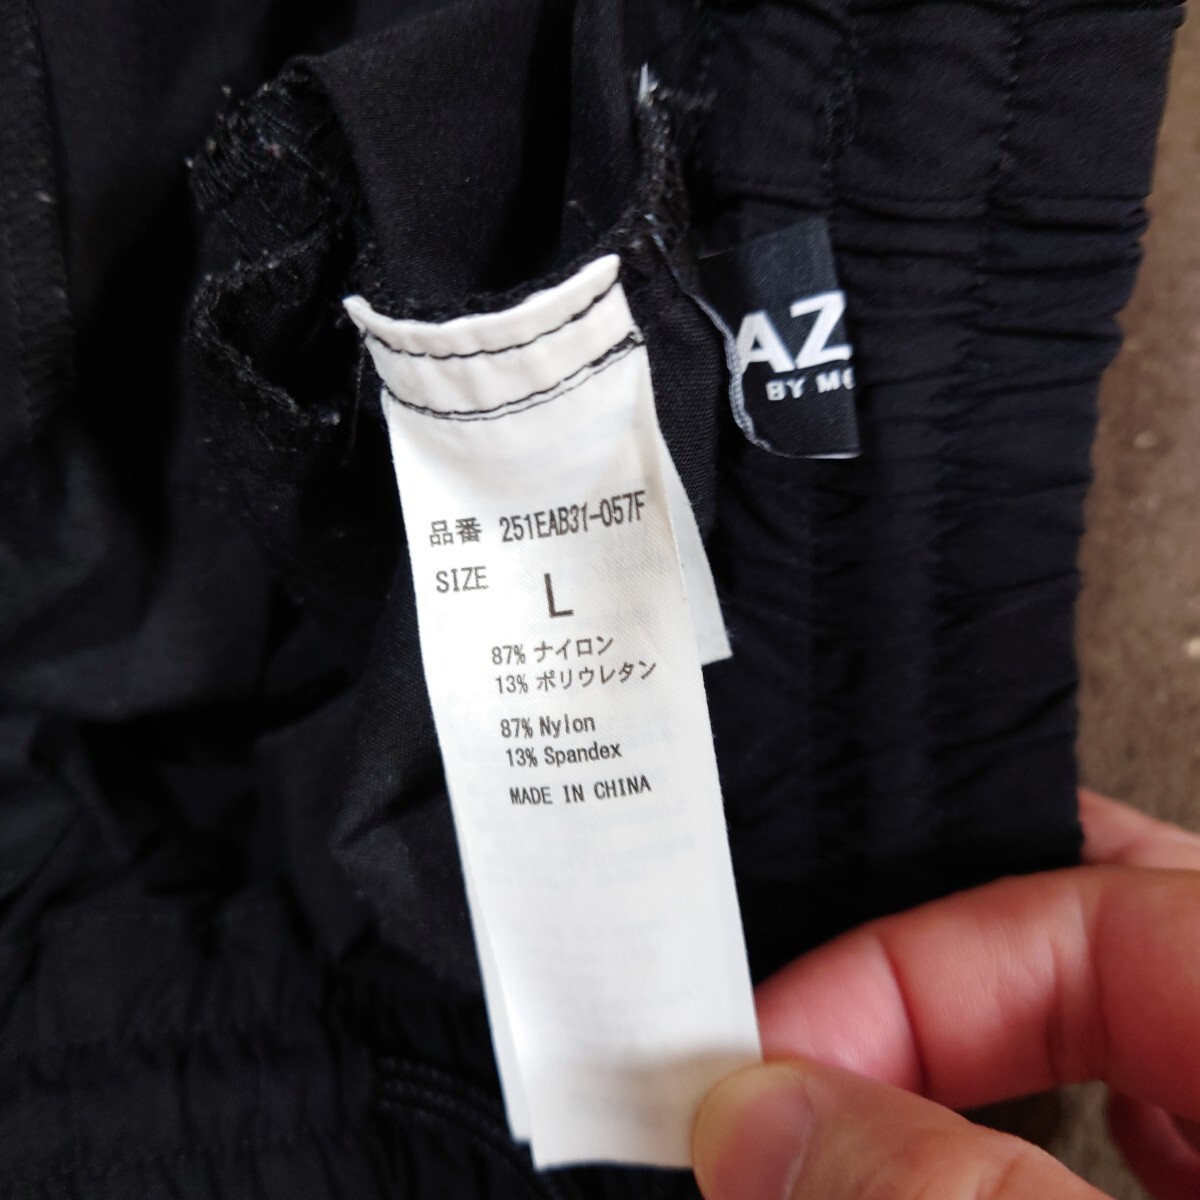 AZ
BY MO
品番 251EAB31-057F
SIZE L
87% ナイロン
13% ポリウレタン
87% Nylon
13% Spandex
MADE IN CHINA